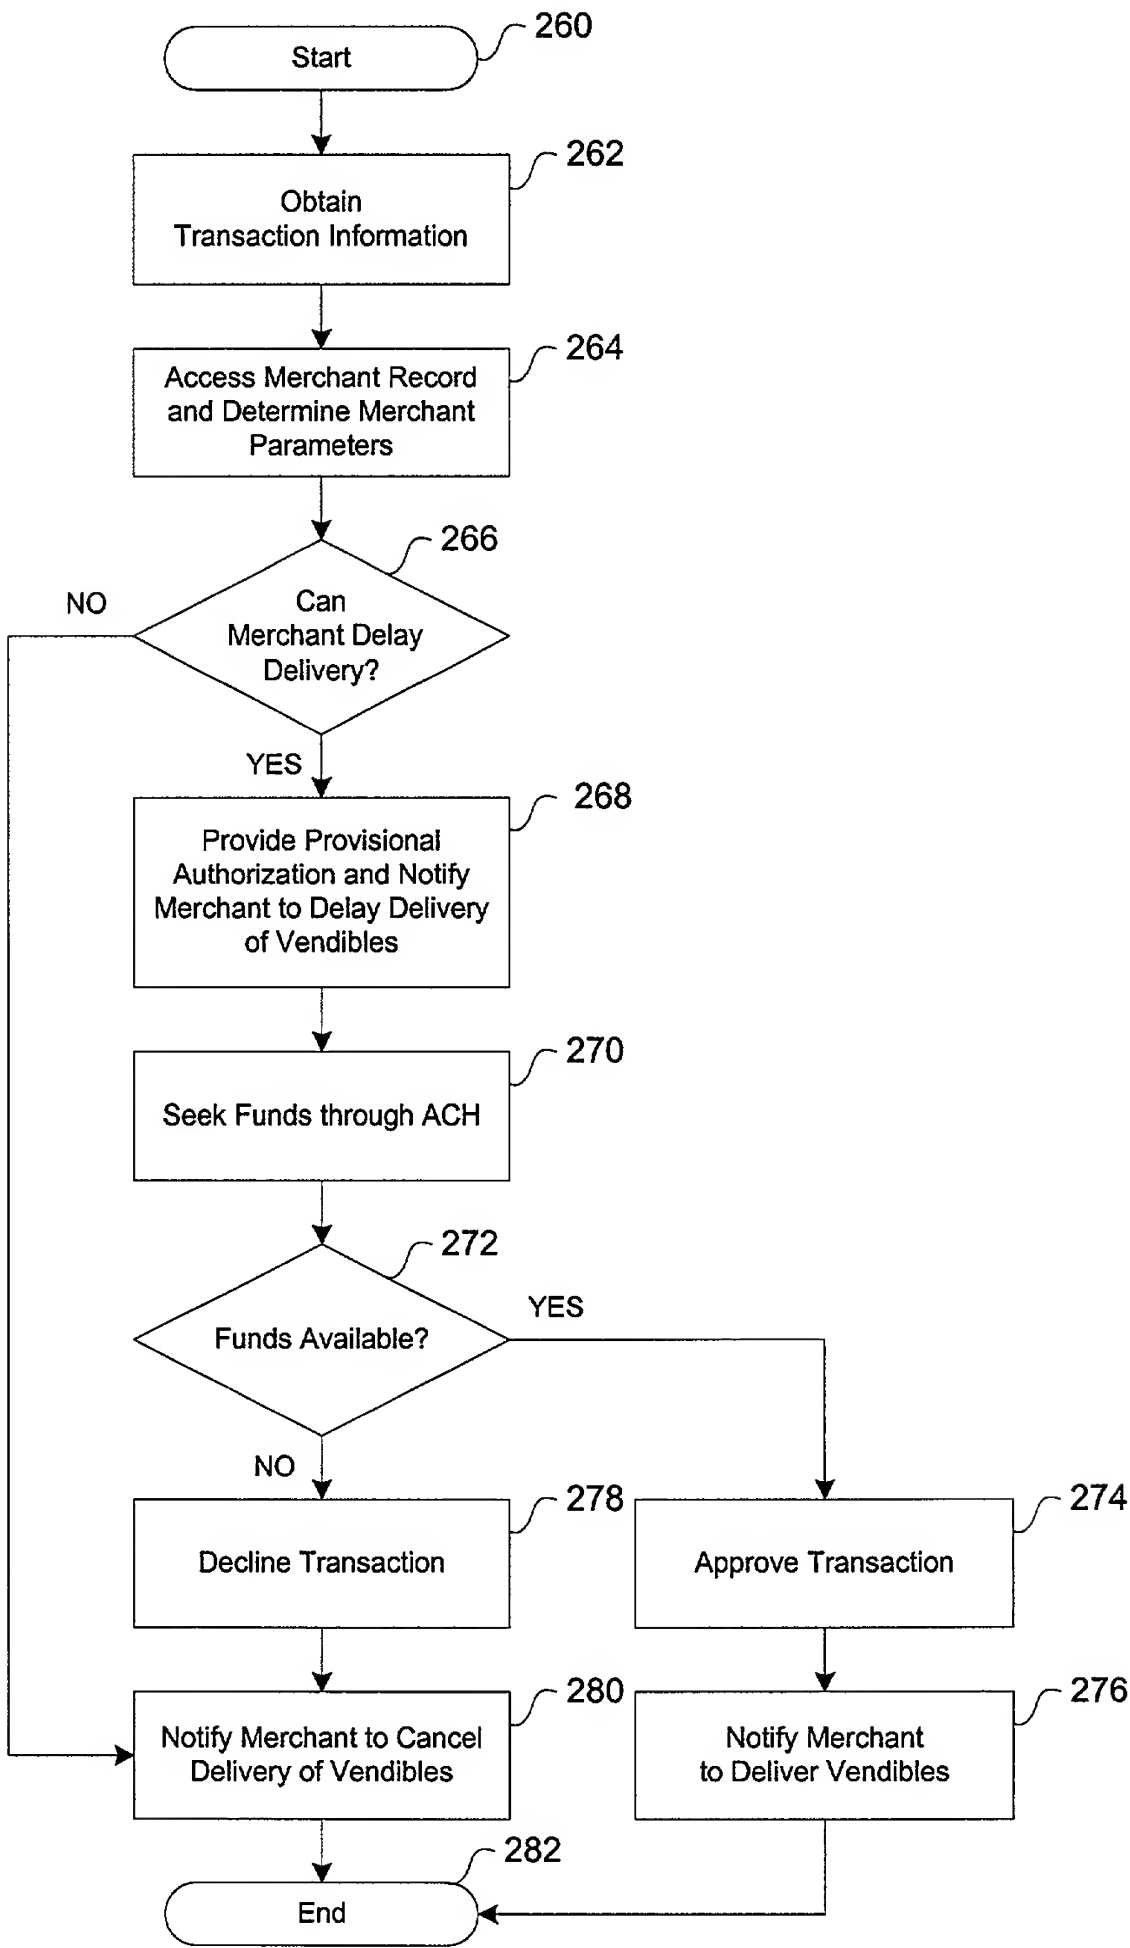 260
Start
262
Obtain
Transaction Information
264
Access Merchant Record
and Determine Merchant
Parameters
266
NO
Can
Merchant Delay
Delivery?
YES
268
Provide Provisional
Authorization and Notify
Merchant to Delay Delivery
of Vendibles
270
Seek Funds through ACH
272
YES
Funds Available?
NO
278
Decline Transaction
274
Approve Transaction
280
Notify Merchant to Cancel
Delivery of Vendibles
276
Notify Merchant
to Deliver Vendibles
282
End